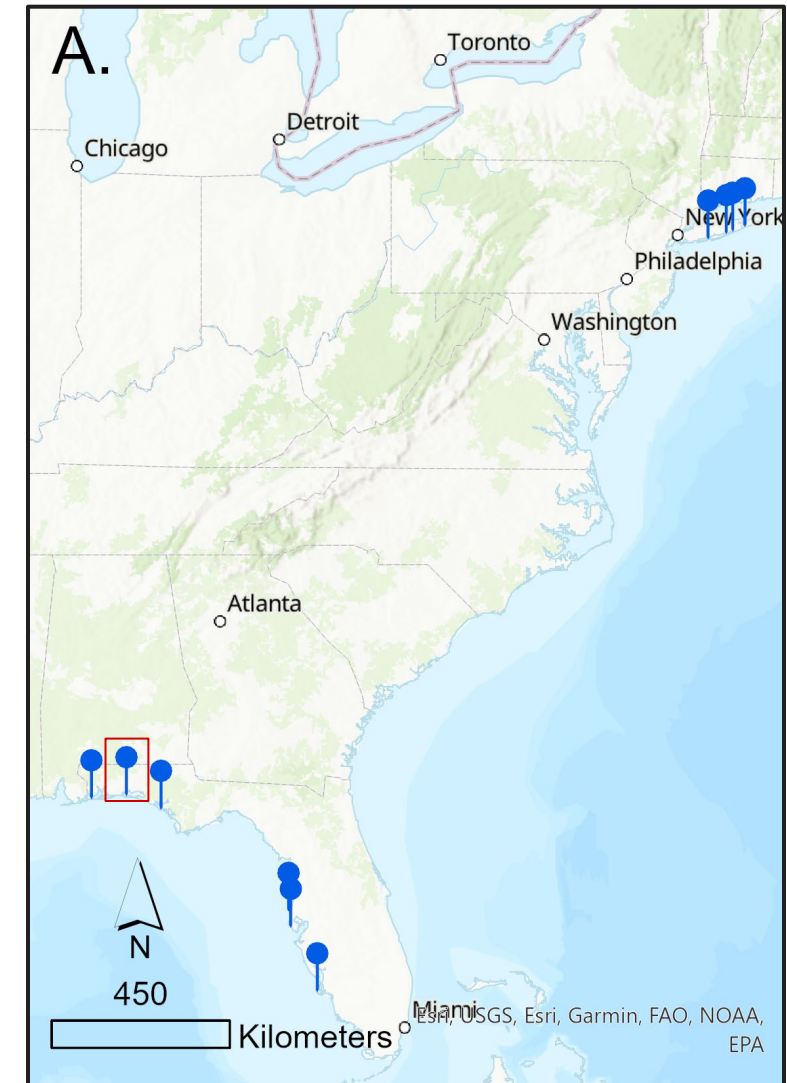 A.
Toronto
Detroit
Chicago
New York
Philadelphia
Washington
Atlanta
N
450
Kilometers
Miami
Esri, USGS, Esri, Garmin, FAO, NOAA,
EPA